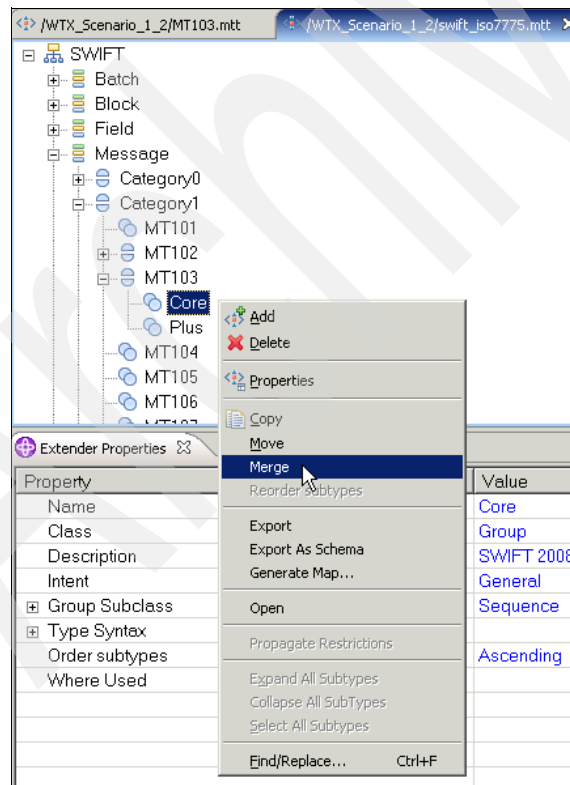 /WTX_Scenario_1_2/MT103.mtt /WTX_Scenario_1_2/swift_iso7775.mtt
SWIFT
Batch
Block
Field
Message
Category0
Category1
MT101
MT102
MT103
Core
Plus
MT104
MT105
MT106
MT107
Add
Delete
Properties
Copy
Move
Merge
Reorder subtypes
Export
Export As Schema
Generate Map...
Open
Propagate Restrictions
Expand All Subtypes
Collapse All SubTypes
Select All Subtypes
Find/Replace... Ctrl+F
Extender Properties
Property Value
Name Core
Class Group
Description SWIFT 2008
Intent General
Group Subclass Sequence
Type Syntax
Order subtypes Ascending
Where Used